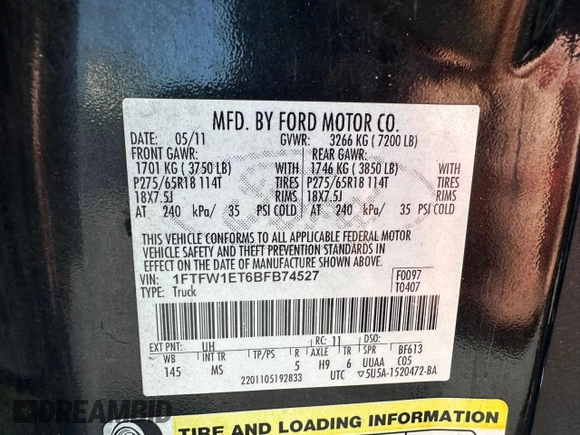 MFD. BY FORD MOTOR CO.
DATE: 05/11 GVWR: 3266 KG ( 7200 LB)
FRONT GAWR: REAR GAWR:
1701 KG ( 3750 LB) WITH 1746 KG ( 3850 LB) WITH
P275/65R18 114T TIRES P275/65R18 114T TIRES
18X7.5J RIMS 18X7.5J RIMS
AT 240 kPa/ 35 PSI COLD AT 240 kPa/ 35 PSI COLD
THIS VEHICLE CONFORMS TO ALL APPLICABLE FEDERAL MOTOR
VEHICLE SAFETY AND THEFT PREVENTION STANDARDS IN
EFFECT ON THE DATE OF MANUFACTURE SHOWN ABOVE.
VIN: 1FTFW1ET6BFB74527 F0097
TYPE: Truck T0407
EXT PNT: UH RC: 11 DSO:
WB INT TR TP/PS R AXLE TR SPR BF613
145 MS 5 H9 6 UUAA C05
2201105192833 UTC 5U5A-1520472-BA
TIRE AND LOADING INFORMATION
DREAMBID